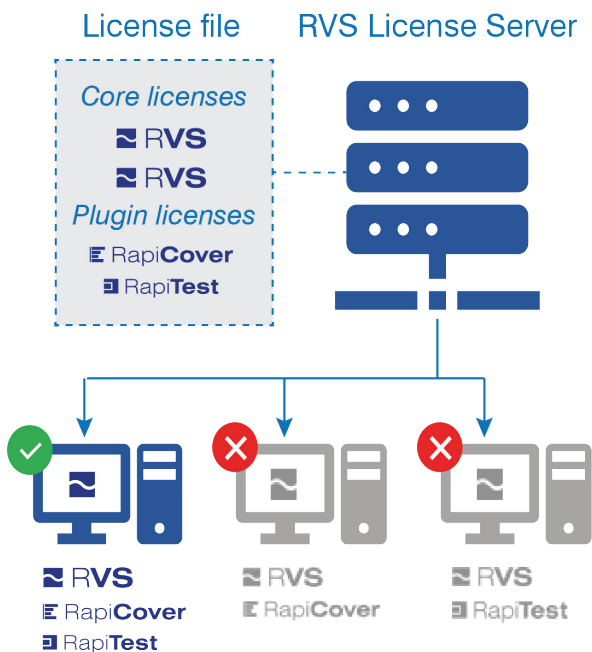 License file
RVS License Server
Core licenses
RVS
RVS
Plugin licenses
RapiCover
RapiTest
RVS
RapiCover
RapiTest
RVS
RapiCover
RVS
RapiTest